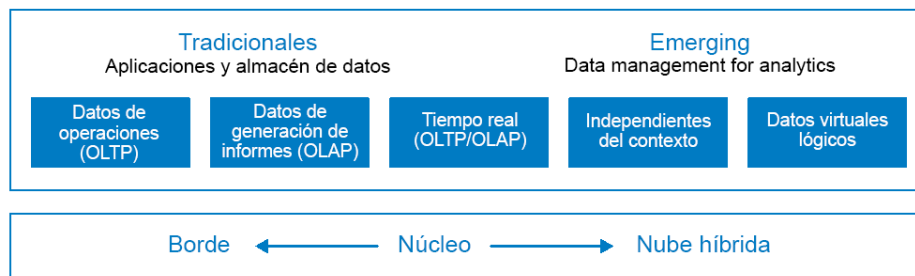 Tradicionales
Aplicaciones y almacén de datos
Emerging
Data management for analytics
Datos de
operaciones
(OLTP)
Datos de
generación de
informes (OLAP)
Tiempo real
(OLTP/OLAP)
Independientes
del contexto
Datos virtuales
lógicos
Borde
Núcleo
Nube híbrida